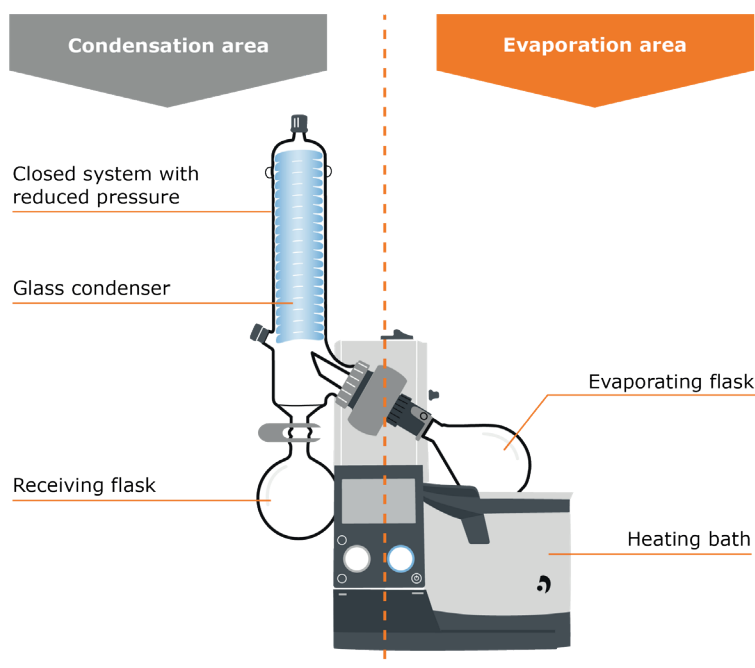 Condensation area
Evaporation area
Closed system with
reduced pressure
Glass condenser
Evaporating flask
Receiving flask
Heating bath